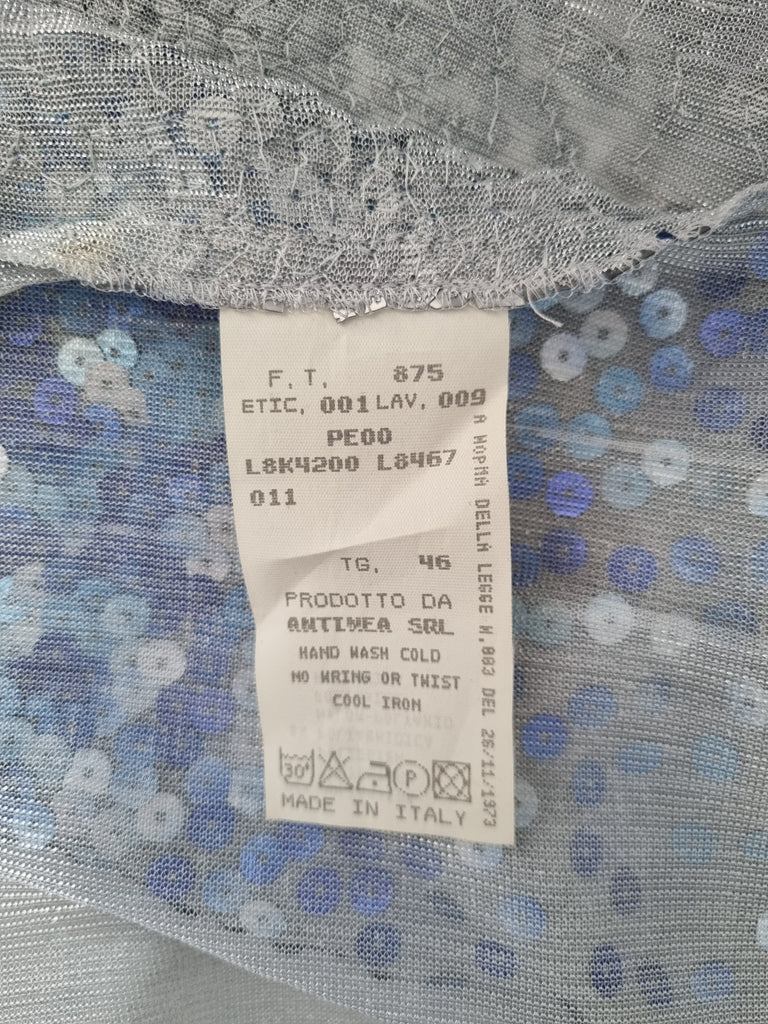 F. T. 875
ETIC. 001 LAV. 009
PE00
L8K4200 L8467
011
TG. 46
PRODOTTO DA
ANTINEA SRL
HAND WASH COLD
NO WRING OR TWIST
COOL IRON
30°
P
MADE IN ITALY
A NORMA DELLA LEGGE N.883 DEL 26/11/1973